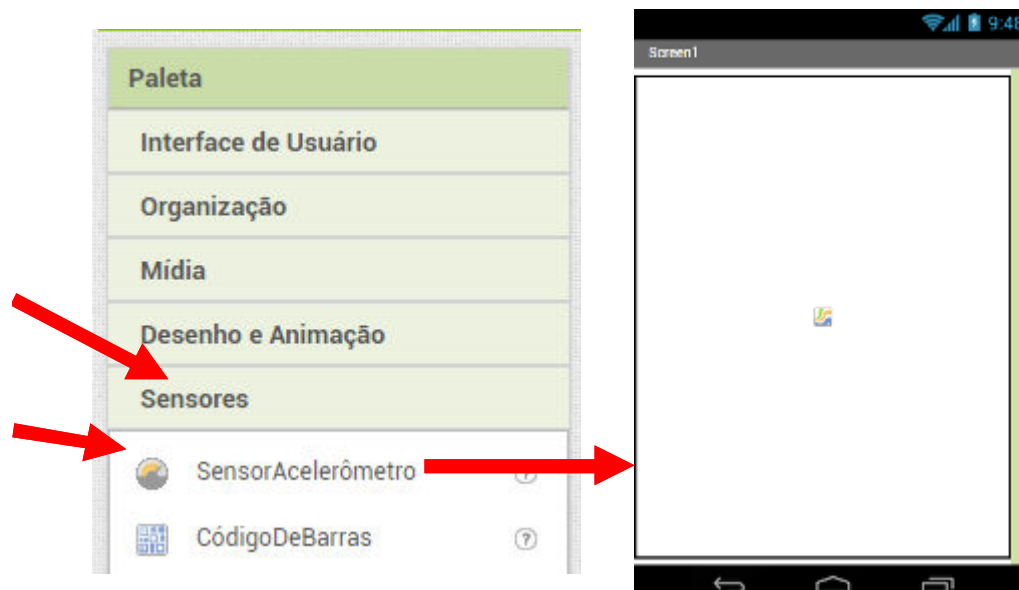 Paleta
Interface de Usuário
Organização
Mídia
Desenho e Animação
Sensores
SensorAcelerômetro
?
CódigoDeBarras
?
9:48
Screen1